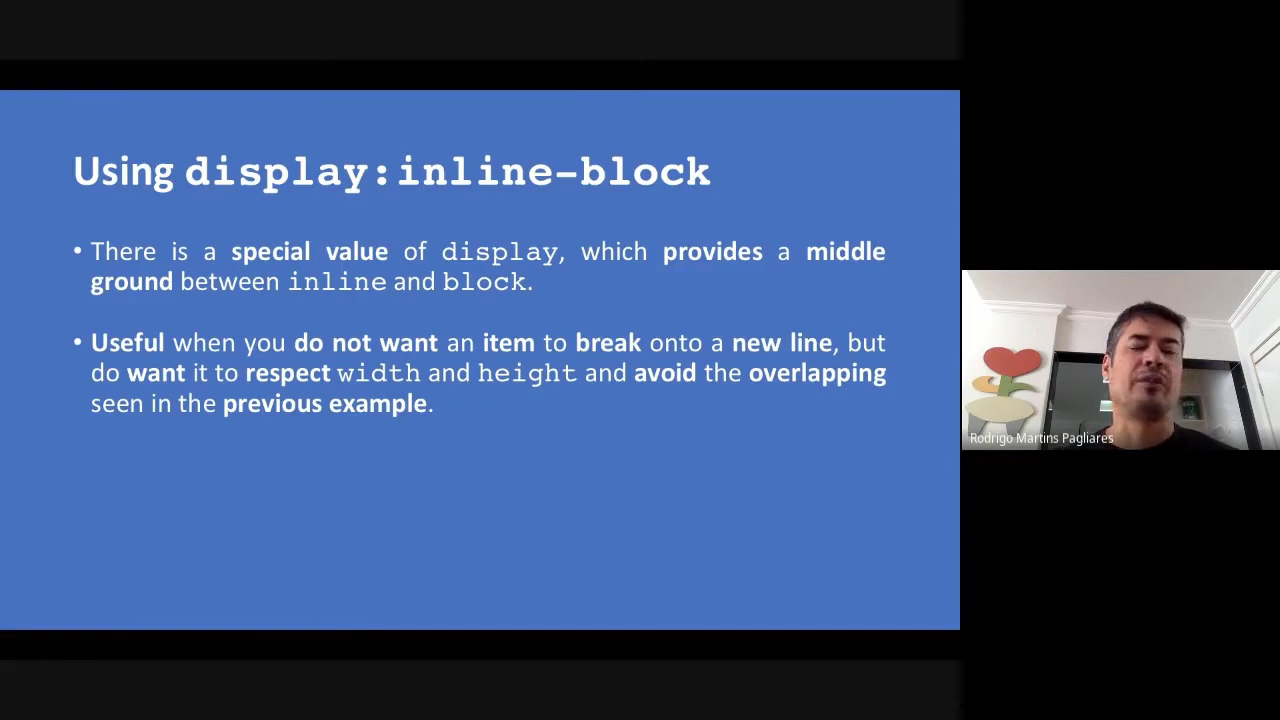 Using display:inline-block
• There is a special value of display, which provides a middle
ground between inline and block.
• Useful when you do not want an item to break onto a new line, but
do want it to respect width and height and avoid the overlapping
seen in the previous example.
Rodrigo Martins Pagliares